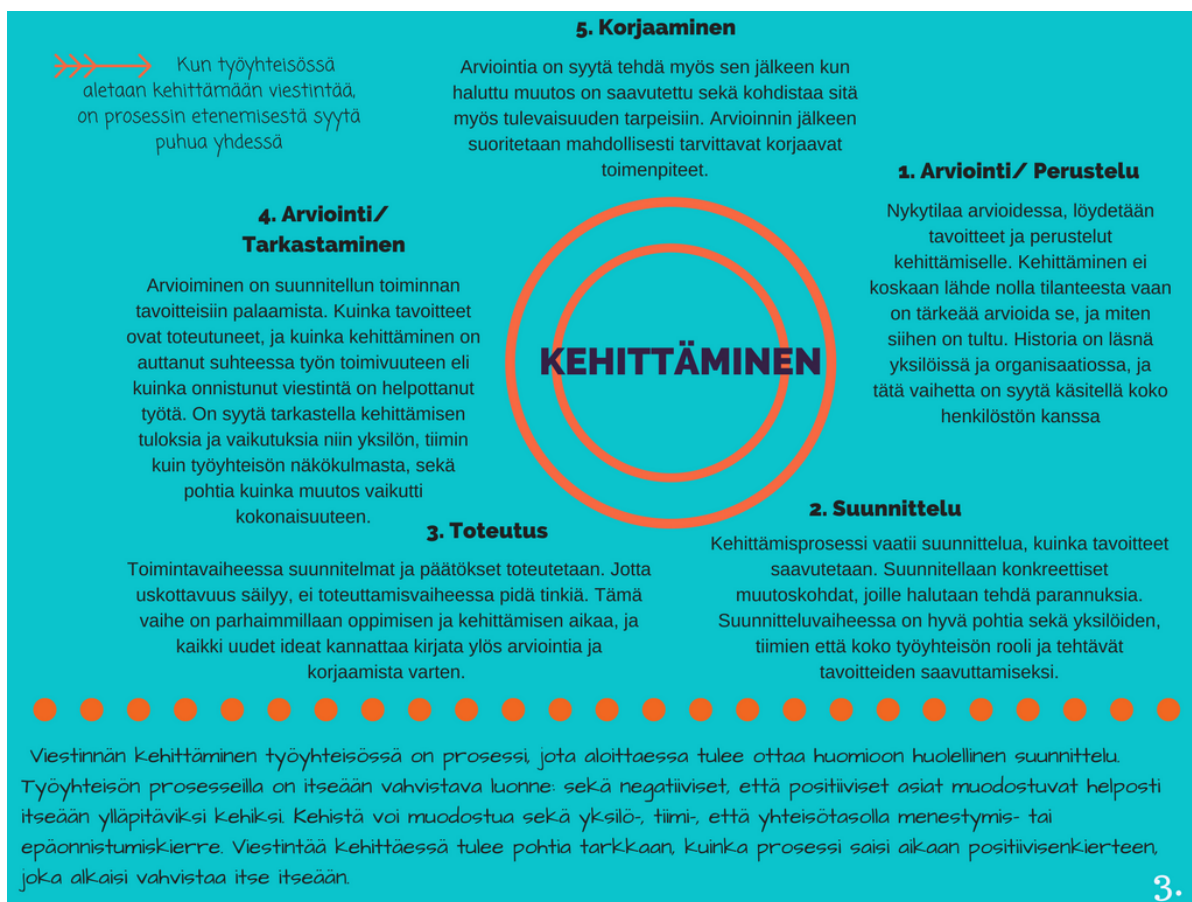 Kun työyhteisössä
aletaan kehittämään viestintää,
on prosessin etenemisestä syytä
puhua yhdessä
5. Korjaaminen
Arviointia on syytä tehdä myös sen jälkeen kun
haluttu muutos on saavutettu sekä kohdistaa sitä
myös tulevaisuuden tarpeisiin. Arvioinnin jälkeen
suoritetaan mahdollisesti tarvittavat korjaavat
toimenpiteet.
1. Arviointi/ Perustelu
Nykytilaa arvioidessa, löydetään
tavoitteet ja perustelut
kehittämiselle. Kehittäminen ei
koskaan lähde nolla tilanteesta vaan
on tärkeää arvioida se, ja miten
siihen on tultu. Historia on läsnä
yksilöissä ja organisaatiossa, ja
tätä vaihetta on syytä käsitellä koko
henkilöstön kanssa
4. Arviointi/
Tarkastaminen
Arvioiminen on suunnitellun toiminnan
tavoitteisiin palaamista. Kuinka tavoitteet
ovat toteutuneet, ja kuinka kehittäminen on
auttanut suhteessa työn toimivuuteen eli
kuinka onnistunut viestintä on helpottanut
työtä. On syytä tarkastella kehittämisen
tuloksia ja vaikutuksia niin yksilön, tiimin
kuin työyhteisön näkökulmasta, sekä
pohtia kuinka muutos vaikutti
kokonaisuuteen.
KEHITTÄMINEN
2. Suunnittelu
Kehittämisprosessi vaatii suunnittelua, kuinka tavoitteet
saavutetaan. Suunnitellaan konkreettiset
muutoskohdat, joille halutaan tehdä parannuksia.
Suunnitteluvaiheessa on hyvä pohtia sekä yksilöiden,
tiimien että koko työyhteisön rooli ja tehtävät
tavoitteiden saavuttamiseksi.
3. Toteutus
Toimintavaiheessa suunnitelmat ja päätökset toteutetaan. Jotta
uskottavuus säilyy, ei toteuttamisvaiheessa pidä tinkiä. Tämä
vaihe on parhaimmillaan oppimisen ja kehittämisen aikaa, ja
kaikki uudet ideat kannattaa kirjata ylös arviointia ja
korjaamista varten.
Viestinnän kehittäminen työyhteisössä on prosessi, jota aloittaessa tulee ottaa huomioon huolellinen suunnittelu.
Työyhteisön prosesseilla on itseään vahvistava luonne: sekä negatiiviset, että positiiviset asiat muodostuvat helposti
itseään ylläpitäviksi kehiksi. Kehistä voi muodostua sekä yksilö-, tiimi-, että yhteisötasolla menestymis- tai
epäonnistumiskierre. Viestintää kehittäessä tulee pohtia tarkkaan, kuinka prosessi saisi aikaan positiivisenkierteen,
joka alkaisi vahvistaa itse itseään.
3.